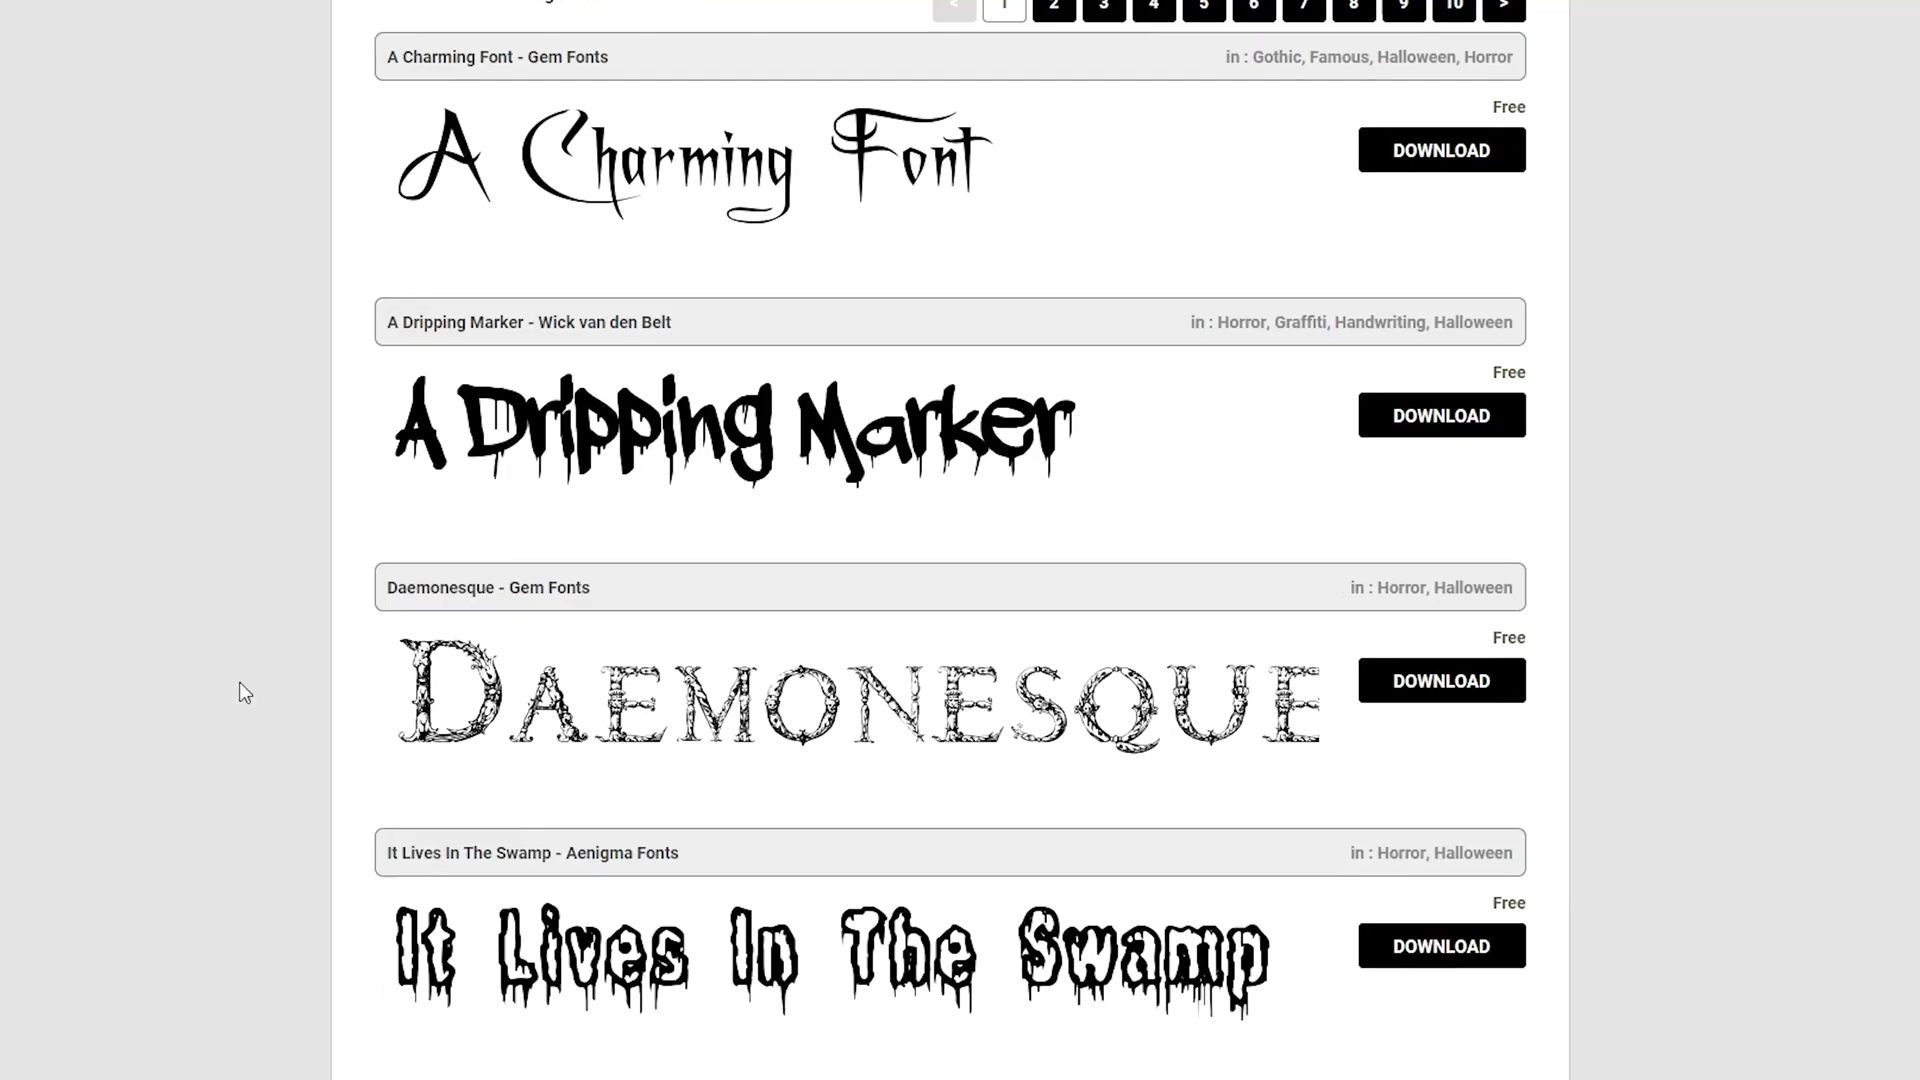 < 1 2 3 4 5 6 7 8 9 10 >
A Charming Font - Gem Fonts in : Gothic, Famous, Halloween, Horror
Free
A Charming Font DOWNLOAD
A Dripping Marker - Wick van den Belt in : Horror, Graffiti, Handwriting, Halloween
Free
A Dripping Marker DOWNLOAD
Daemonesque - Gem Fonts in : Horror, Halloween
Free
DAEMONESQUE DOWNLOAD
It Lives In The Swamp - Aenigma Fonts in : Horror, Halloween
Free
It Lives In The Swamp DOWNLOAD